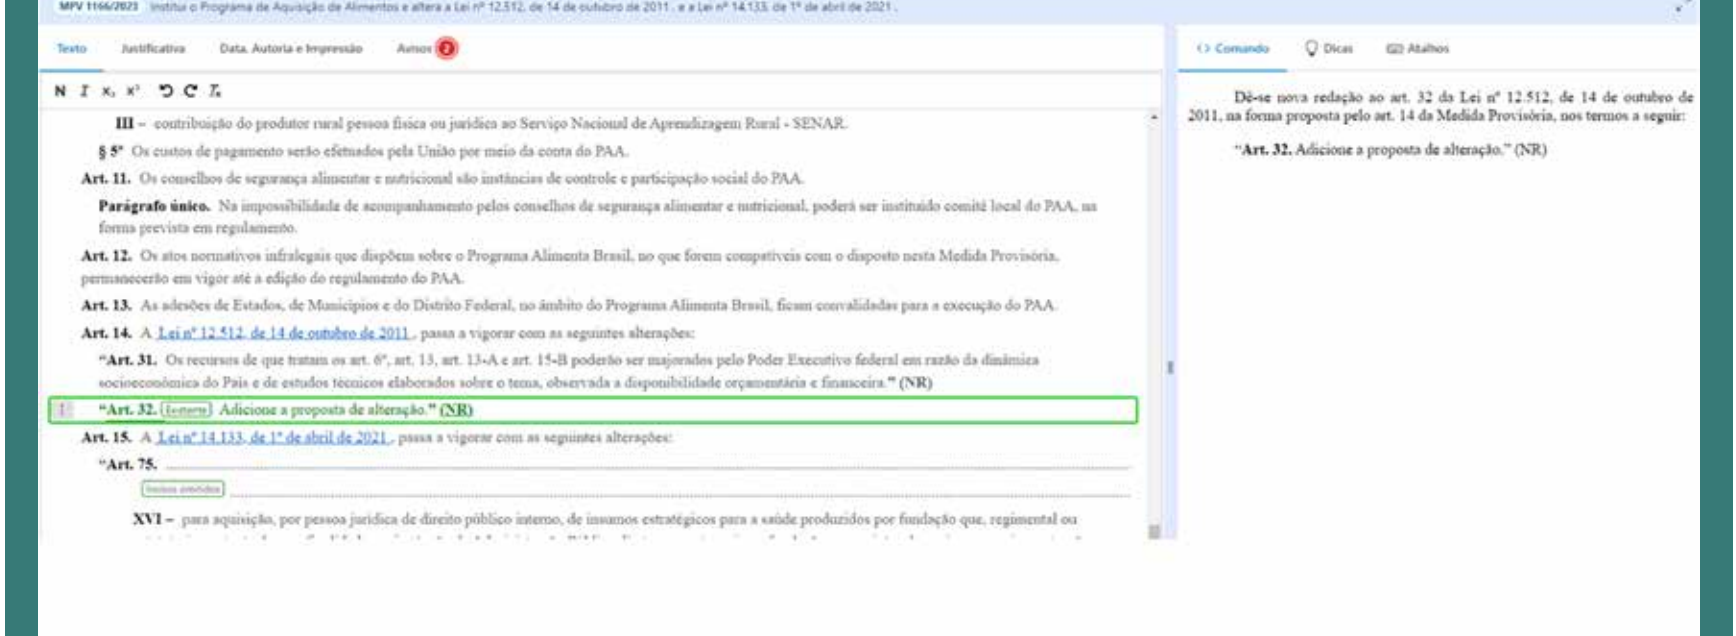 MPV 1166/2023 Institui o Programa de Aquisição de Alimentos e altera a Lei nº 12.512, de 14 de outubro de 2011 , e a Lei nº 14.133, de 1º de abril de 2021 .
Texto Justificativa Data, Autoria e Impressão Avisos 2
N I x₂ x² Tx
III – contribuição do produtor rural pessoa física ou jurídica ao Serviço Nacional de Aprendizagem Rural - SENAR.
§ 5º Os custos de pagamento serão efetuados pela União por meio da conta do PAA.
Art. 11. Os conselhos de segurança alimentar e nutricional são instâncias de controle e participação social do PAA.
Parágrafo único. Na impossibilidade de acompanhamento pelos conselhos de segurança alimentar e nutricional, poderá ser instituído comitê local do PAA, na
forma prevista em regulamento.
Art. 12. Os atos normativos infralegais que dispõem sobre o Programa Alimenta Brasil, no que forem compatíveis com o disposto nesta Medida Provisória,
permanecerão em vigor até a edição do regulamento do PAA.
Art. 13. As adesões de Estados, de Municípios e do Distrito Federal, no âmbito do Programa Alimenta Brasil, ficam convalidadas para a execução do PAA.
Art. 14. A Lei nº 12.512, de 14 de outubro de 2011 , passa a vigorar com as seguintes alterações:
“Art. 31. Os recursos de que tratam os art. 6º, art. 13, art. 13-A e art. 15-B poderão ser majorados pelo Poder Executivo federal em razão da dinâmica
socioeconômica do País e de estudos técnicos elaborados sobre o tema, observada a disponibilidade orçamentária e financeira.” (NR)
“Art. 32. Adicione a proposta de alteração.” (NR)
Art. 15. A Lei nº 14.133, de 1º de abril de 2021 , passa a vigorar com as seguintes alterações:
“Art. 75.
XVI – para aquisição, por pessoa jurídica de direito público interno, de insumos estratégicos para a saúde produzidos por fundação que, regimental ou
<> Comando Dicas Atalhos
Dê-se nova redação ao art. 32 da Lei nº 12.512, de 14 de outubro de
2011, na forma proposta pelo art. 14 da Medida Provisória, nos termos a seguir:
“Art. 32. Adicione a proposta de alteração.” (NR)